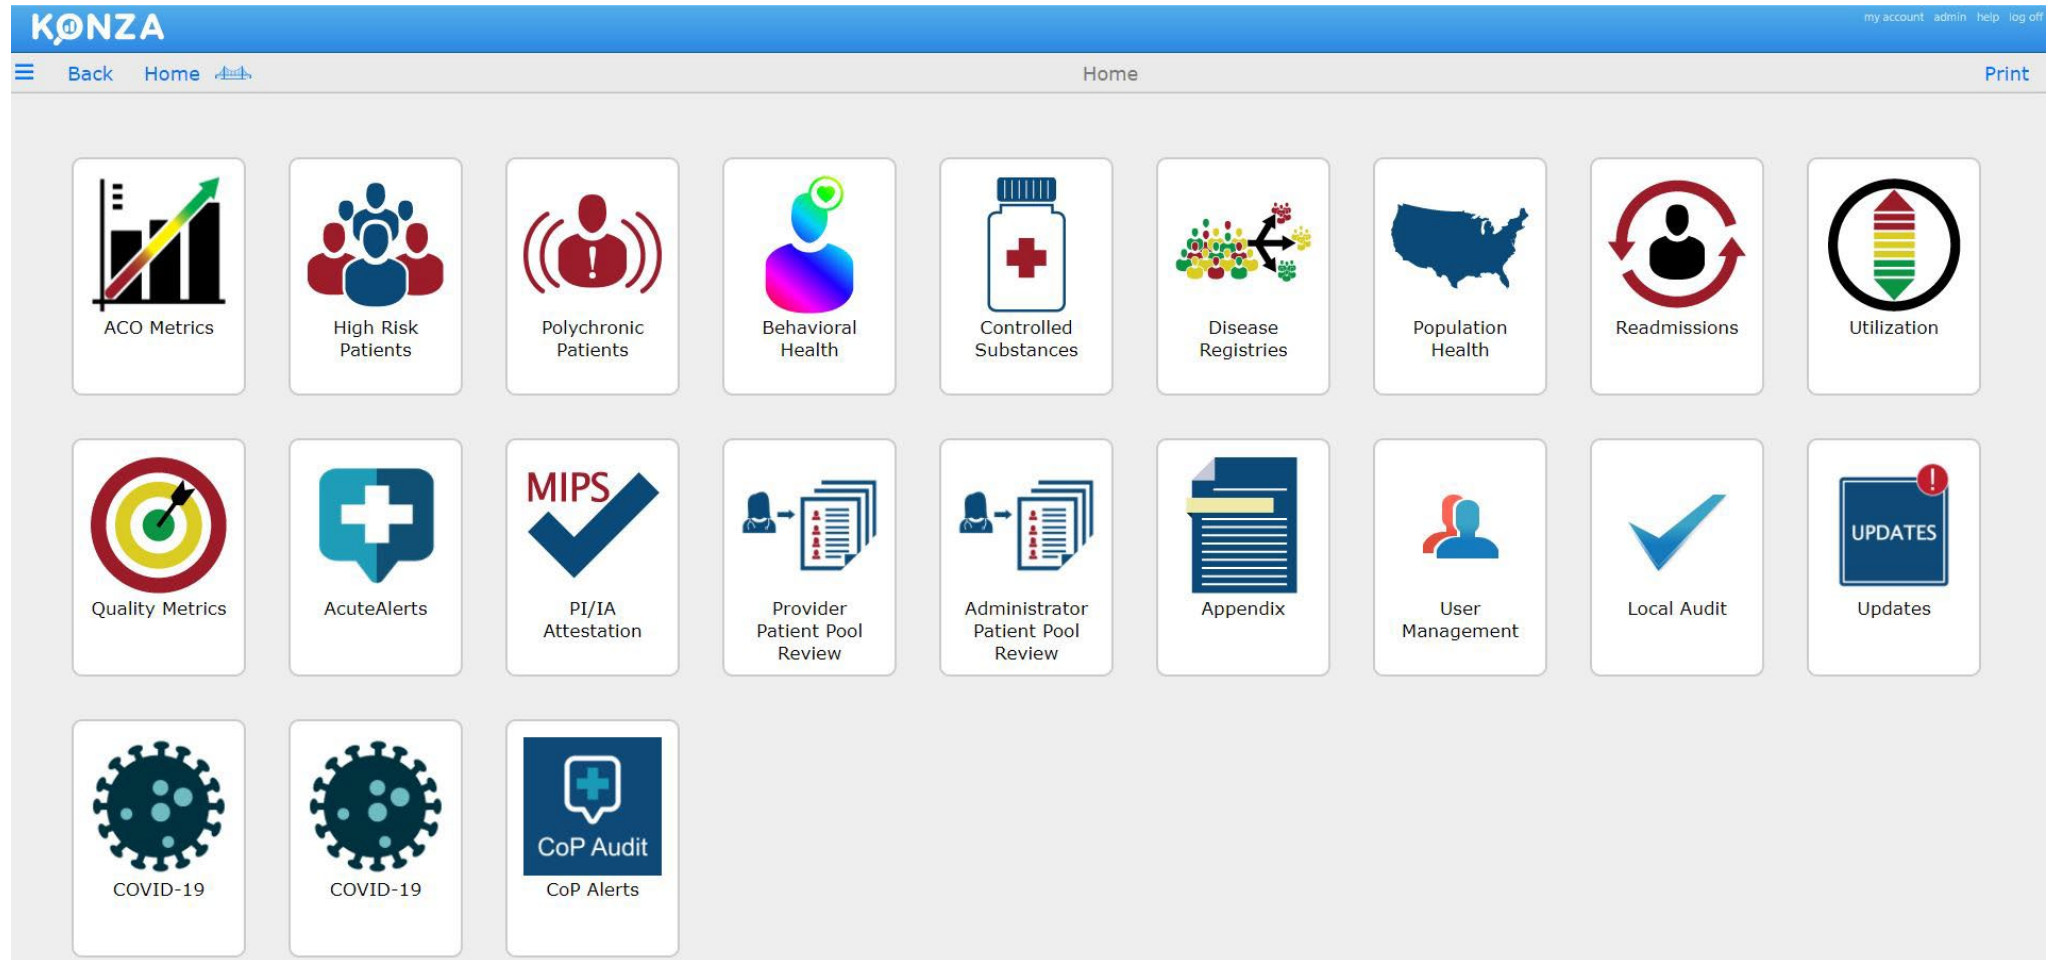 KONZA
my account admin help log off
Back Home Home Print
ACO Metrics
High Risk
Patients
Polychronic
Patients
Behavioral
Health
Controlled
Substances
Disease
Registries
Population
Health
Readmissions
Utilization
Quality Metrics
AcuteAlerts
MIPS
PI/IA
Attestation
Provider
Patient Pool
Review
Administrator
Patient Pool
Review
Appendix
User
Management
Local Audit
UPDATES
Updates
COVID-19
COVID-19
CoP Audit
CoP Alerts